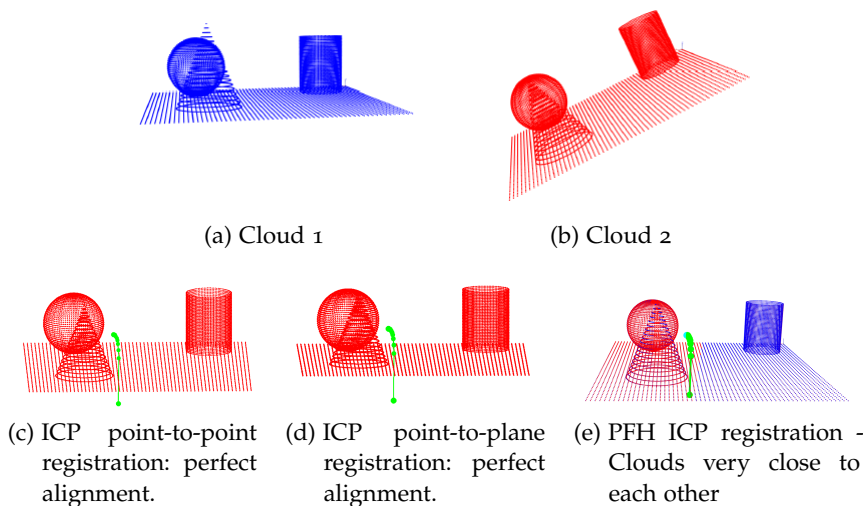 (a) Cloud 1
(b) Cloud 2
(c) ICP point-to-point
registration: perfect
alignment.
(d) ICP point-to-plane
registration: perfect
alignment.
(e) PFH ICP registration -
Clouds very close to
each other